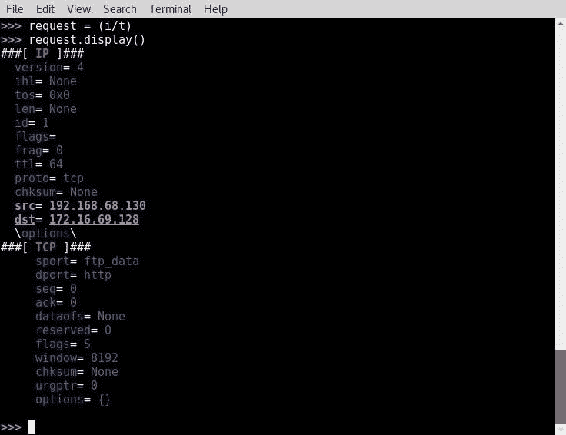 File Edit View Search Terminal Help
>>> request = (i/t)
>>> request.display()
###[ IP ]###
version= 4
ihl= None
tos= 0x0
len= None
id= 1
flags=
frag= 0
ttl= 64
proto= tcp
chksum= None
src= 192.168.68.130
dst= 172.16.69.128
\options\
###[ TCP ]###
sport= ftp_data
dport= http
seq= 0
ack= 0
dataofs= None
reserved= 0
flags= S
window= 8192
chksum= None
urgptr= 0
options= {}
>>>